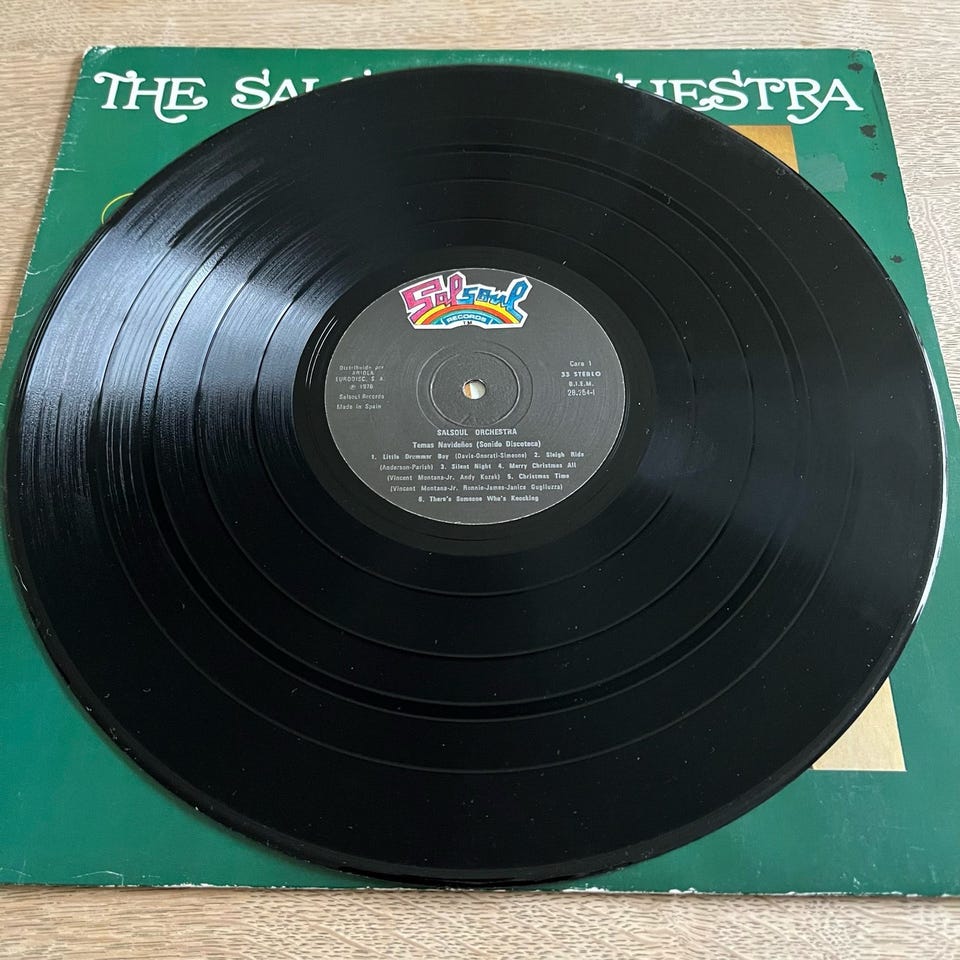 THE SALS UESTRA
Salsoul
RECORDS
TM
Distribuido por
ARIOLA
EURODISC, S. A.
℗ 1976
Salsoul Records
Made in Spain
Cara 1
33 STEREO
B.I.E.M.
28.254-I
SALSOUL ORCHESTRA
Temas Navideños (Sonido Discoteca)
1. Little Drummer Boy (Davis-Onorati-Simeone) 2. Sleigh Ride
(Anderson-Parish) 3. Silent Night 4. Merry Christmas All
(Vincent Montana-Jr. Andy Kozak) 5. Christmas Time
(Vincent Montana-Jr. Ronnie-James-Janice Gugliuzza)
6. There's Someone Who's Knocking